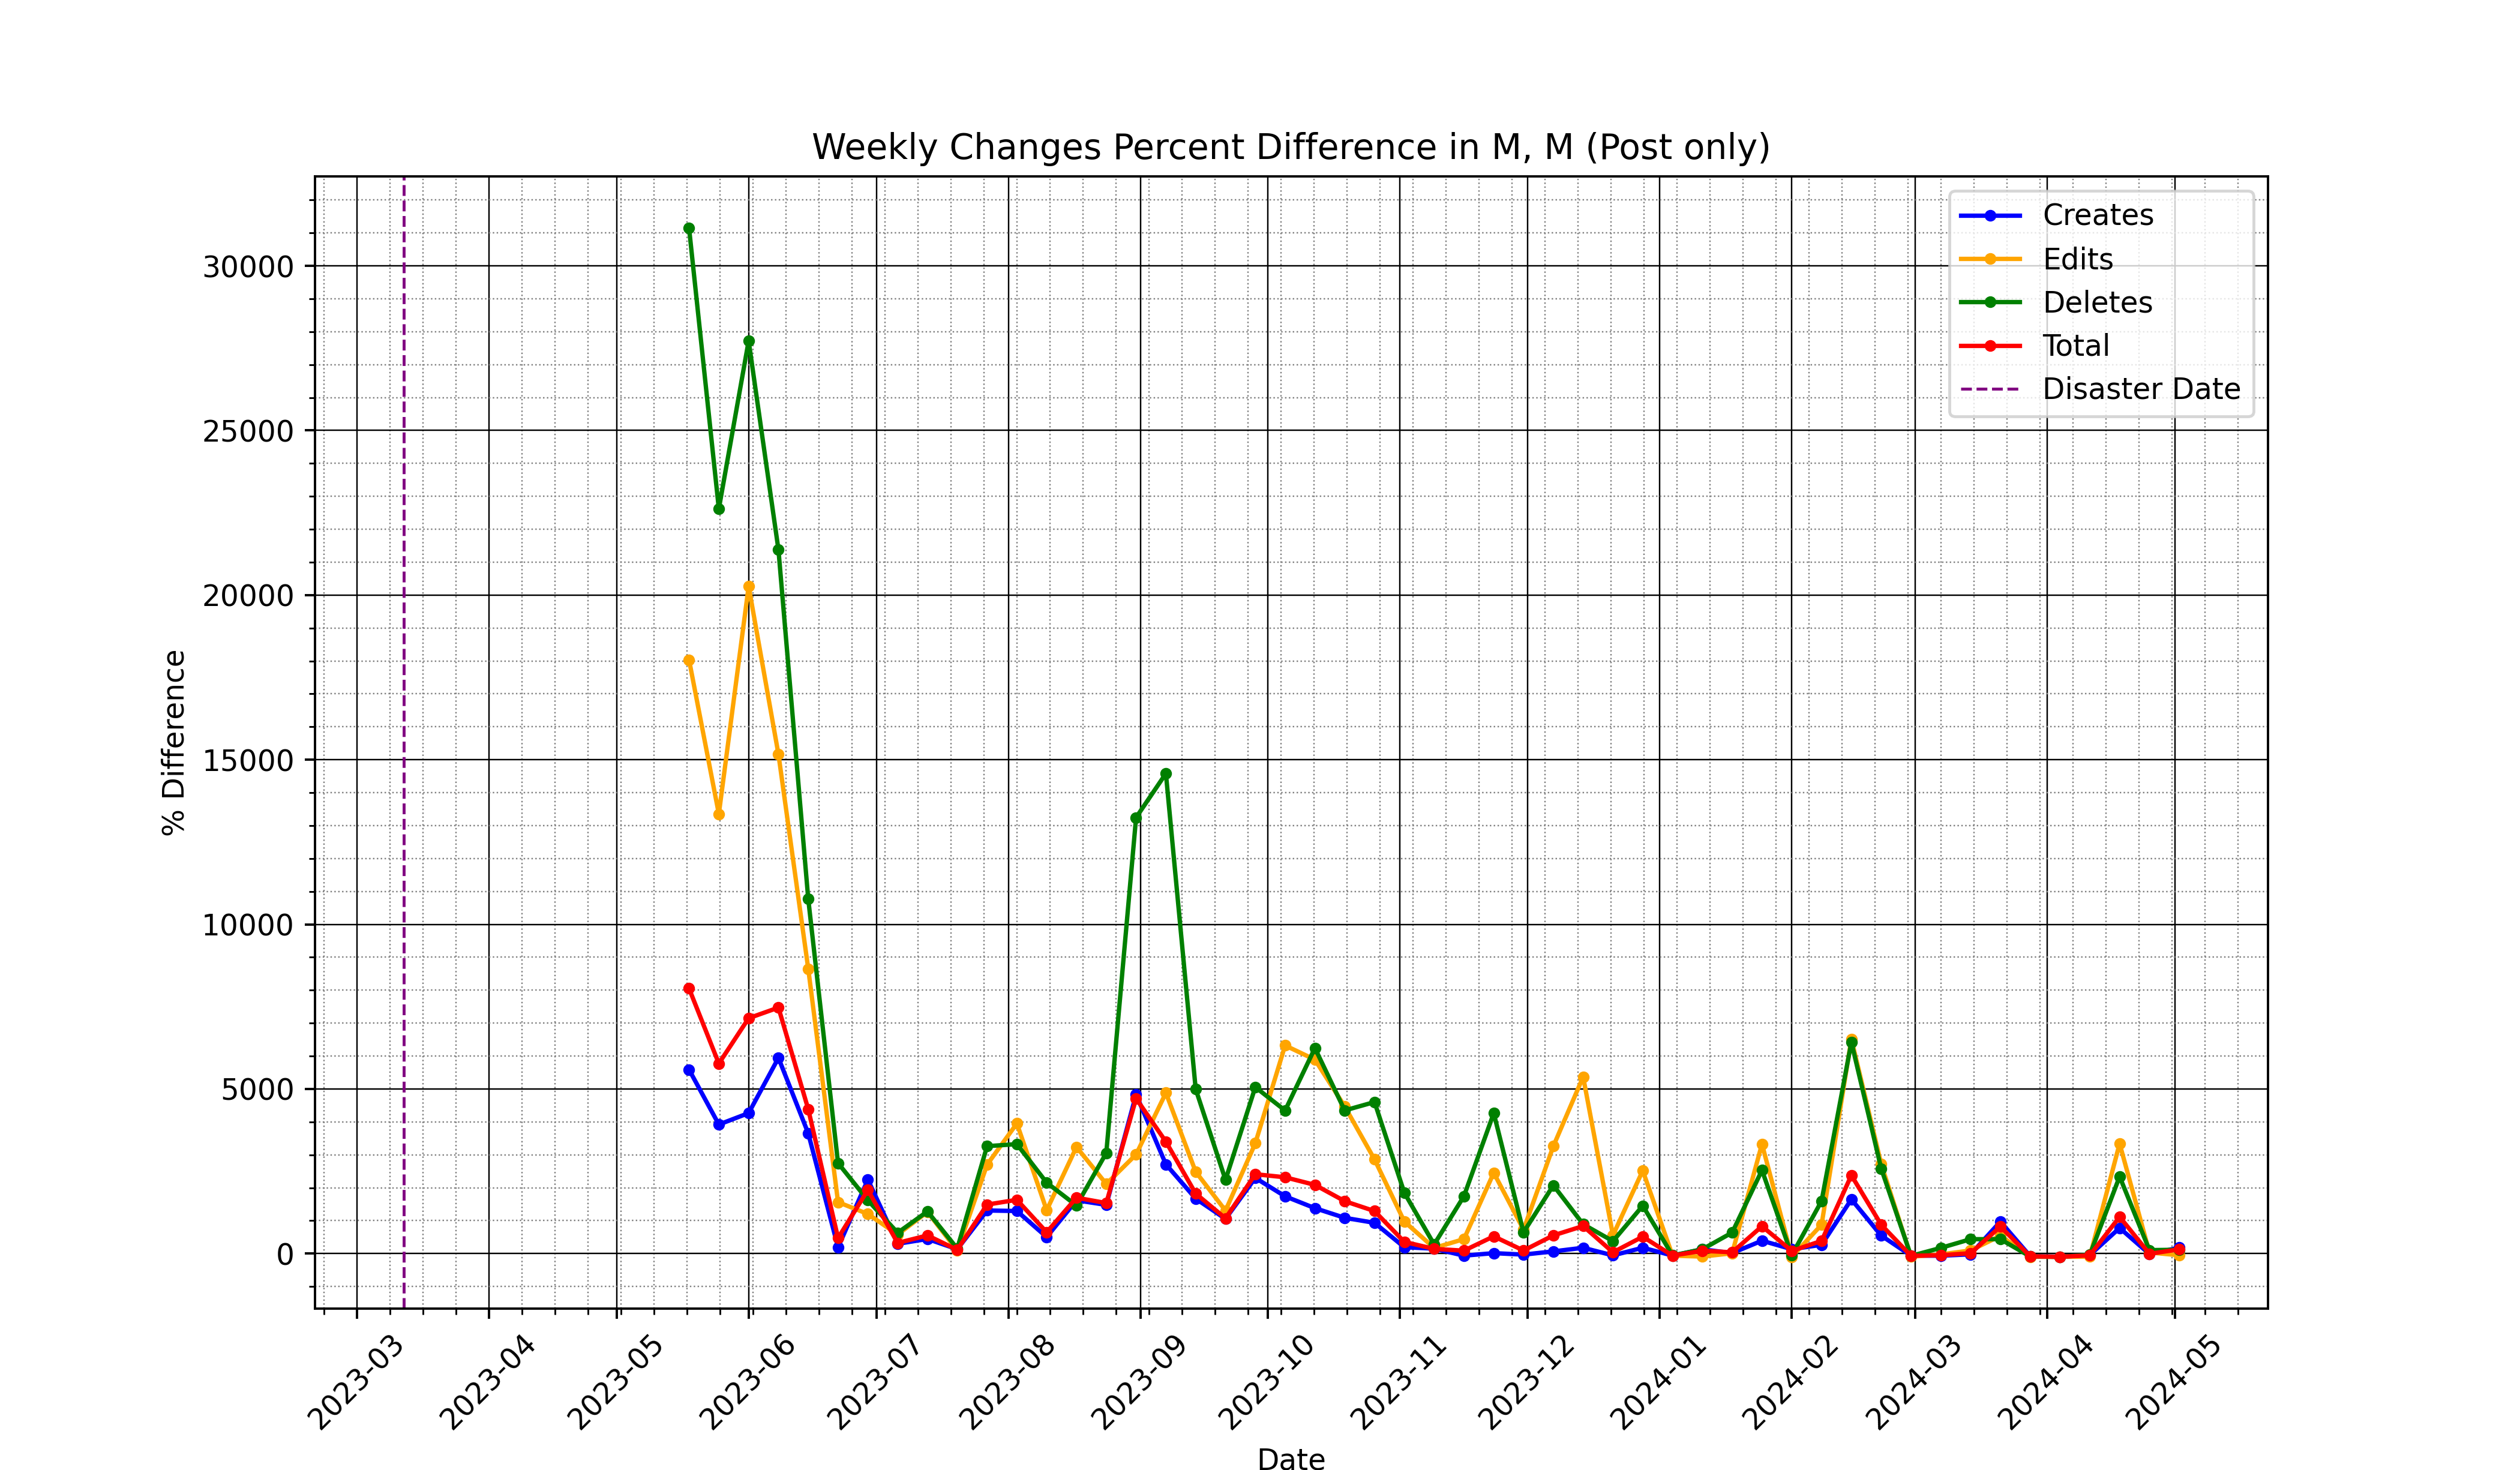 Weekly Changes Percent Difference in M, M (Post only)
Creates
Edits
Deletes
Total
Disaster Date
% Difference
30000
25000
20000
15000
10000
5000
0
2023-03
2023-04
2023-05
2023-06
2023-07
2023-08
2023-09
2023-10
2023-11
2023-12
2024-01
2024-02
2024-03
2024-04
2024-05
Date